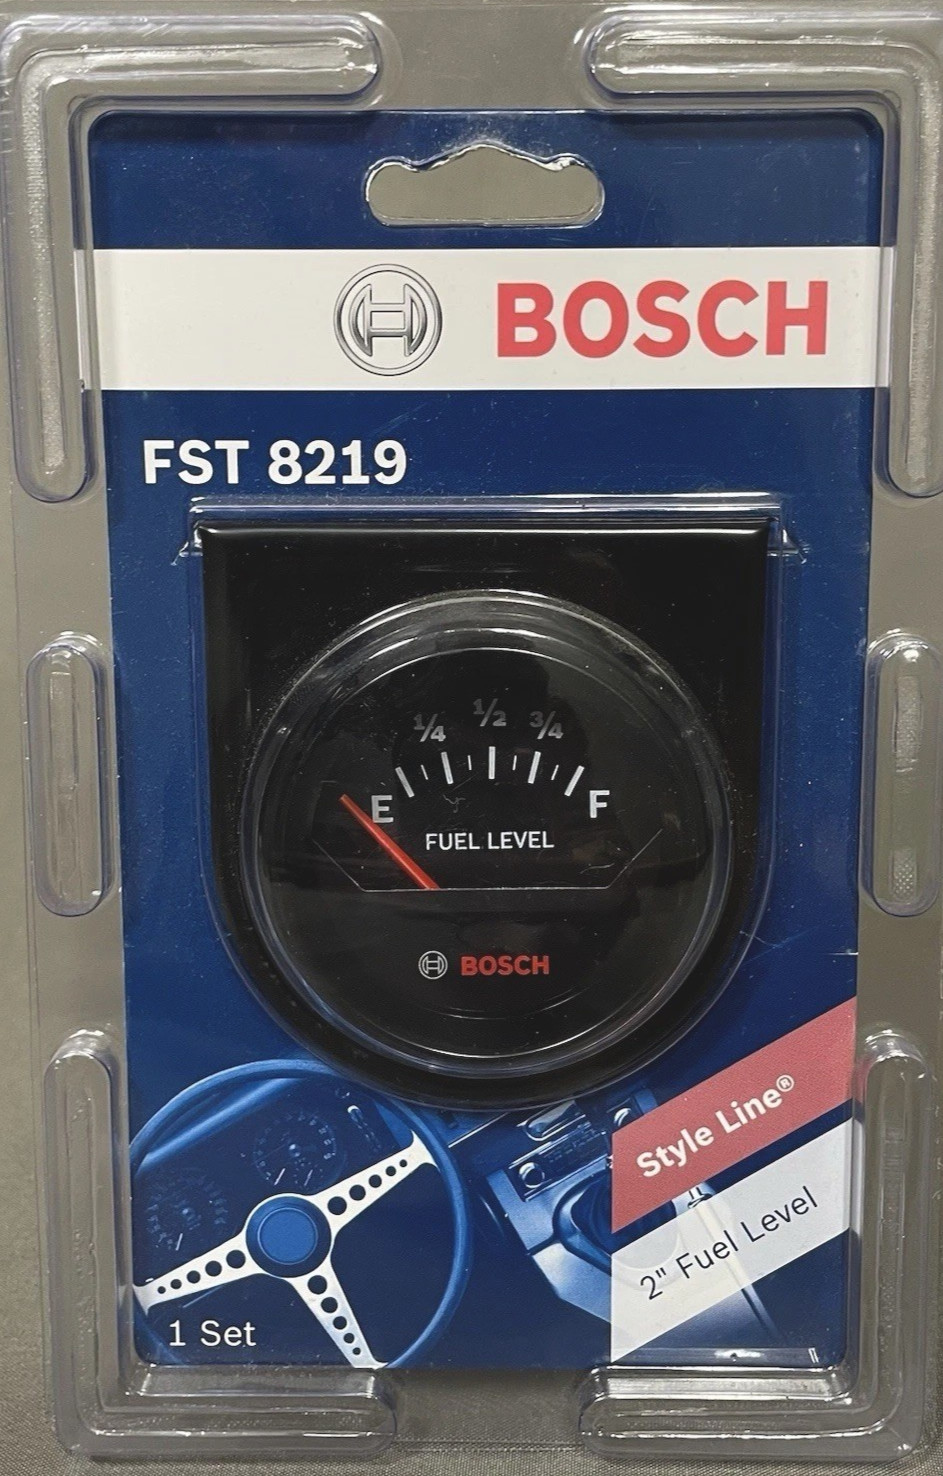 BOSCH
FST 8219
¼ ½ ¾
E F
FUEL LEVEL
BOSCH
Style Line®
2" Fuel Level
1 Set